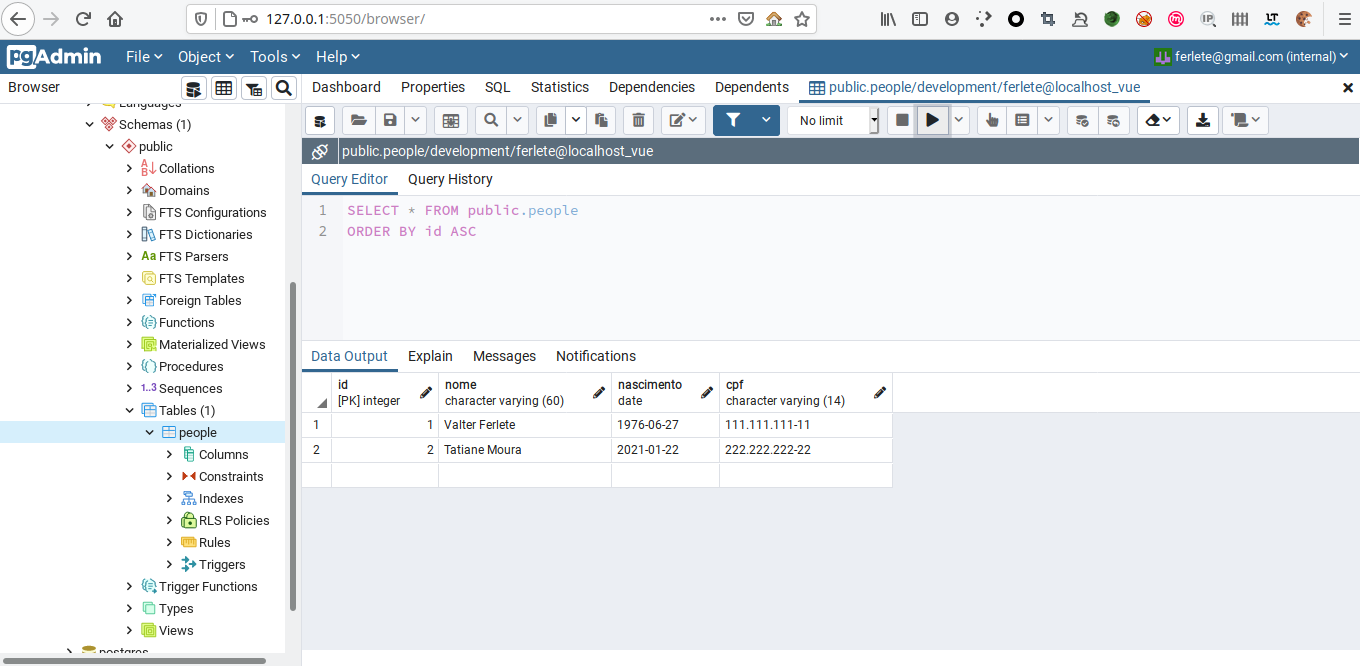 127.0.0.1:5050/browser/
pgAdmin File Object Tools Help ferlete@gmail.com (internal)
Browser
Dashboard Properties SQL Statistics Dependencies Dependents public.people/development/ferlete@localhost_vue
No limit
public.people/development/ferlete@localhost_vue
Query Editor Query History
1 SELECT * FROM public.people
2 ORDER BY id ASC
Languages
Schemas (1)
public
Collations
Domains
FTS Configurations
FTS Dictionaries
Aa FTS Parsers
FTS Templates
Foreign Tables
Functions
Materialized Views
Procedures
1..3 Sequences
Tables (1)
people
Columns
Constraints
Indexes
RLS Policies
Rules
Triggers
Trigger Functions
Types
Views
postgres
Data Output Explain Messages Notifications
id nome nascimento cpf
[PK] integer character varying (60) date character varying (14)
1 1 Valter Ferlete 1976-06-27 111.111.111-11
2 2 Tatiane Moura 2021-01-22 222.222.222-22